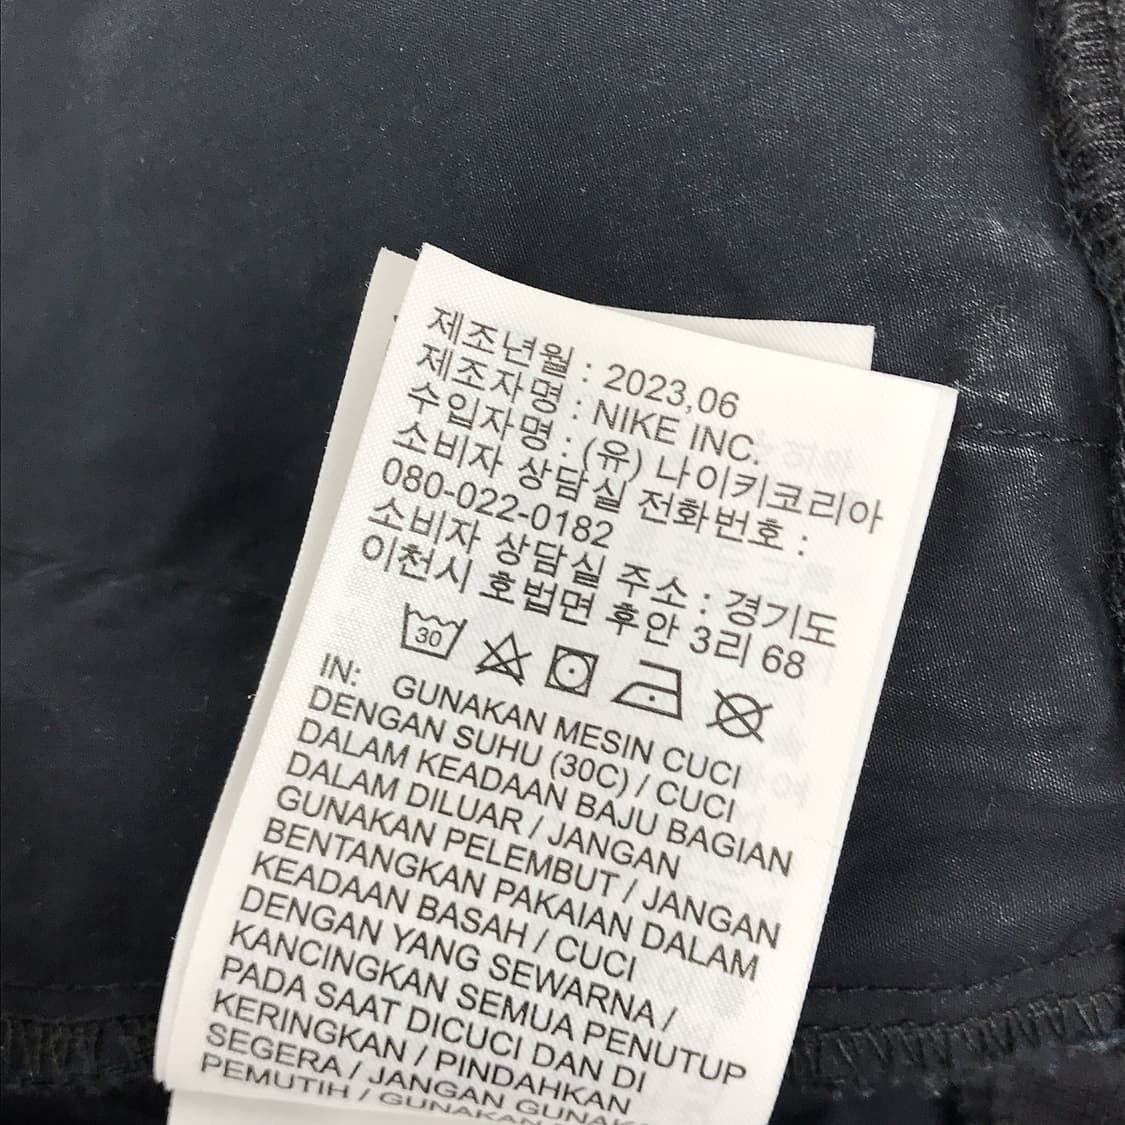 제조년월 : 2023,06
제조자명 : NIKE INC.
수입자명 : (유) 나이키코리아
소비자 상담실 전화번호 :
080-022-0182
소비자 상담실 주소 : 경기도
이천시 호법면 후안 3리 68
30
IN: GUNAKAN MESIN CUCI
DENGAN SUHU (30C) / CUCI
DALAM KEADAAN BAJU BAGIAN
DALAM DILUAR / JANGAN
GUNAKAN PELEMBUT / JANGAN
BENTANGKAN PAKAIAN DALAM
KEADAAN BASAH / CUCI
DENGAN YANG SEWARNA /
KANCINGKAN SEMUA PENUTUP
PADA SAAT DICUCI DAN DI
KERINGKAN / PINDAHKAN
SEGERA / JANGAN
PEMUTIH / GUNAKAN